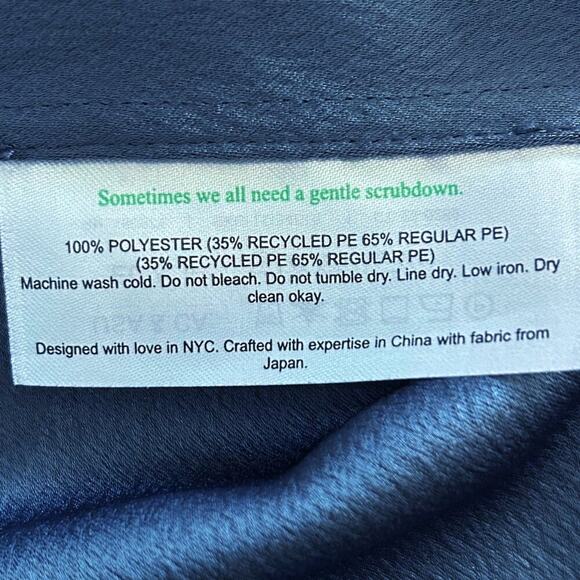 Sometimes we all need a gentle scrubdown.
100% POLYESTER (35% RECYCLED PE 65% REGULAR PE)
(35% RECYCLED PE 65% REGULAR PE)
Machine wash cold. Do not bleach. Do not tumble dry. Line dry. Low iron. Dry
clean okay.
Designed with love in NYC. Crafted with expertise in China with fabric from
Japan.